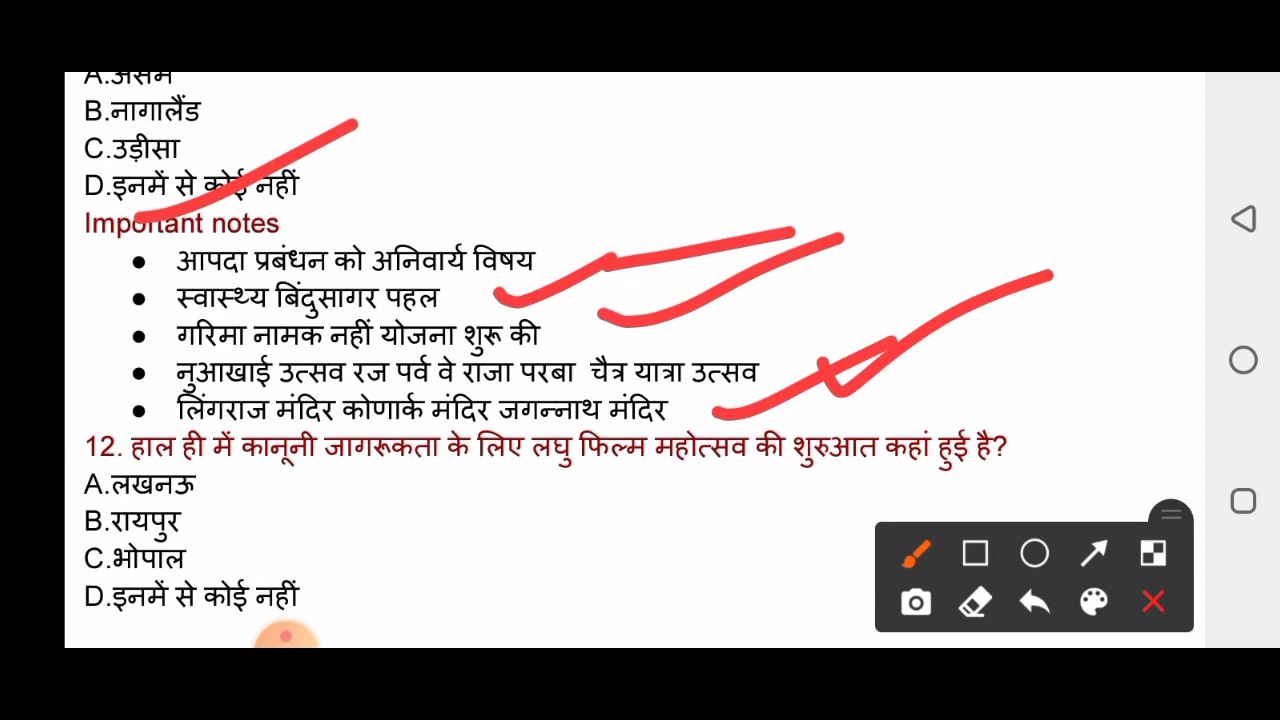 A.असम
B.नागालैंड
C.उड़ीसा
D.इनमें से कोई नहीं
Important notes
● आपदा प्रबंधन को अनिवार्य विषय
● स्वास्थ्य बिंदुसागर पहल
● गरिमा नामक नहीं योजना शुरू की
● नुआखाई उत्सव रज पर्व वे राजा परबा चैत्र यात्रा उत्सव
● लिंगराज मंदिर कोणार्क मंदिर जगन्नाथ मंदिर
12. हाल ही में कानूनी जागरूकता के लिए लघु फिल्म महोत्सव की शुरुआत कहां हुई है?
A.लखनऊ
B.रायपुर
C.भोपाल
D.इनमें से कोई नहीं